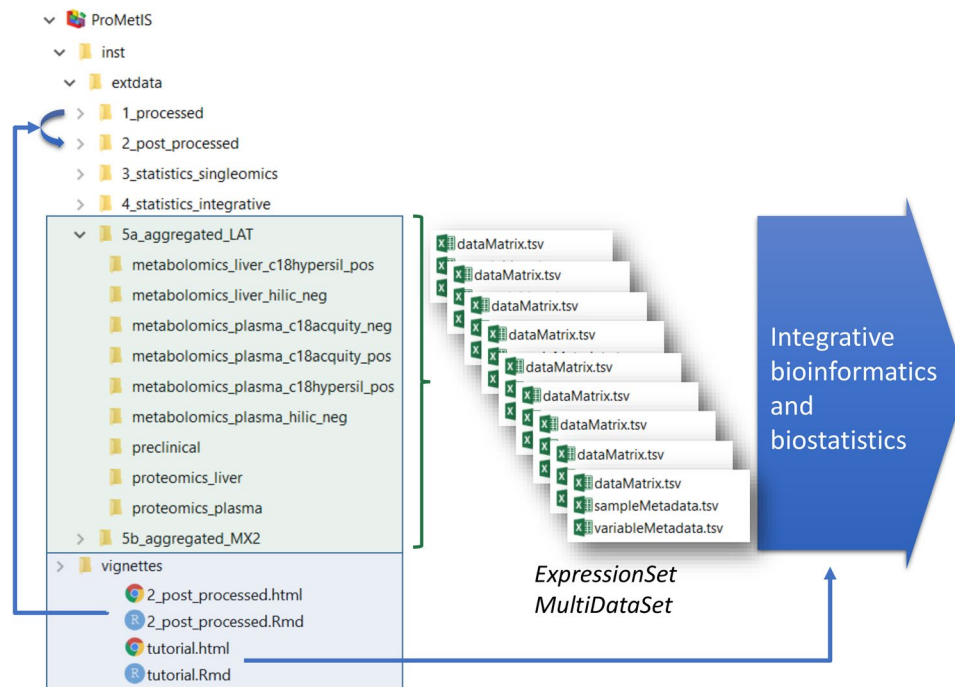 ProMetIS
inst
extdata
1_processed
2_post_processed
3_statistics_singleomics
4_statistics_integrative
5a_aggregated_LAT
metabolomics_liver_c18hypersil_pos
metabolomics_liver_hilic_neg
metabolomics_plasma_c18acquity_neg
metabolomics_plasma_c18acquity_pos
metabolomics_plasma_c18hypersil_pos
metabolomics_plasma_hilic_neg
preclinical
proteomics_liver
proteomics_plasma
5b_aggregated_MX2
vignettes
2_post_processed.html
R 2_post_processed.Rmd
tutorial.html
R tutorial.Rmd
dataMatrix.tsv
dataMatrix.tsv
dataMatrix.tsv
dataMatrix.tsv
dataMatrix.tsv
dataMatrix.tsv
dataMatrix.tsv
dataMatrix.tsv
dataMatrix.tsv
sampleMetadata.tsv
variableMetadata.tsv
ExpressionSet
MultiDataSet
Integrative
bioinformatics
and
biostatistics